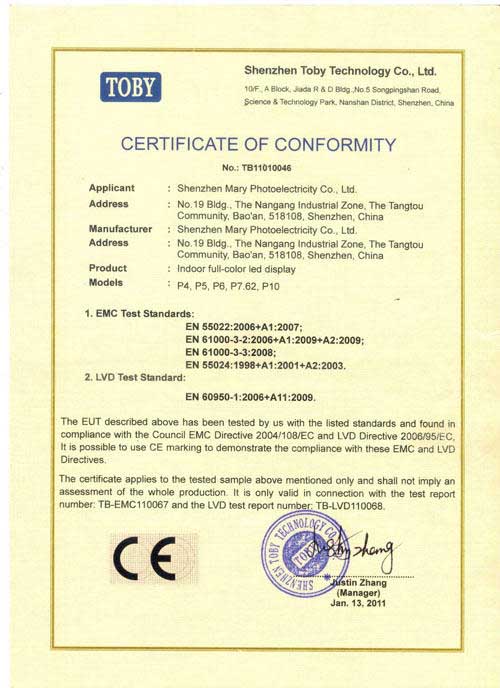 TOBY
Shenzhen Toby Technology Co., Ltd.
10/F., A Block, Jiada R & D Bldg.,No.5 Songpingshan Road,
Science & Technology Park, Nanshan District, Shenzhen, China
CERTIFICATE OF CONFORMITY
No.: TB11010046
Applicant : Shenzhen Mary Photoelectricity Co., Ltd.
Address : No.19 Bldg., The Nangang Industrial Zone, The Tangtou
Community, Bao'an, 518108, Shenzhen, China
Manufacturer : Shenzhen Mary Photoelectricity Co., Ltd.
Address : No.19 Bldg., The Nangang Industrial Zone, The Tangtou
Community, Bao'an, 518108, Shenzhen, China
Product : Indoor full-color led display
Models : P4, P5, P6, P7.62, P10
1. EMC Test Standards:
EN 55022:2006+A1:2007;
EN 61000-3-2:2006+A1:2009+A2:2009;
EN 61000-3-3:2008;
EN 55024:1998+A1:2001+A2:2003.
2. LVD Test Standard:
EN 60950-1:2006+A11:2009.
The EUT described above has been tested by us with the listed standards and found in
compliance with the Council EMC Directive 2004/108/EC and LVD Directive 2006/95/EC,
It is possible to use CE marking to demonstrate the compliance with these EMC and LVD
Directives.
The certificate applies to the tested sample above mentioned only and shall not imply an
assessment of the whole production. It is only valid in connection with the test report
number: TB-EMC110067 and the LVD test report number: TB-LVD110068.
CE
SHENZHEN TOBY TECHNOLOGY CO.
TOBY
Justin Zhang
(Manager)
Jan. 13, 2011